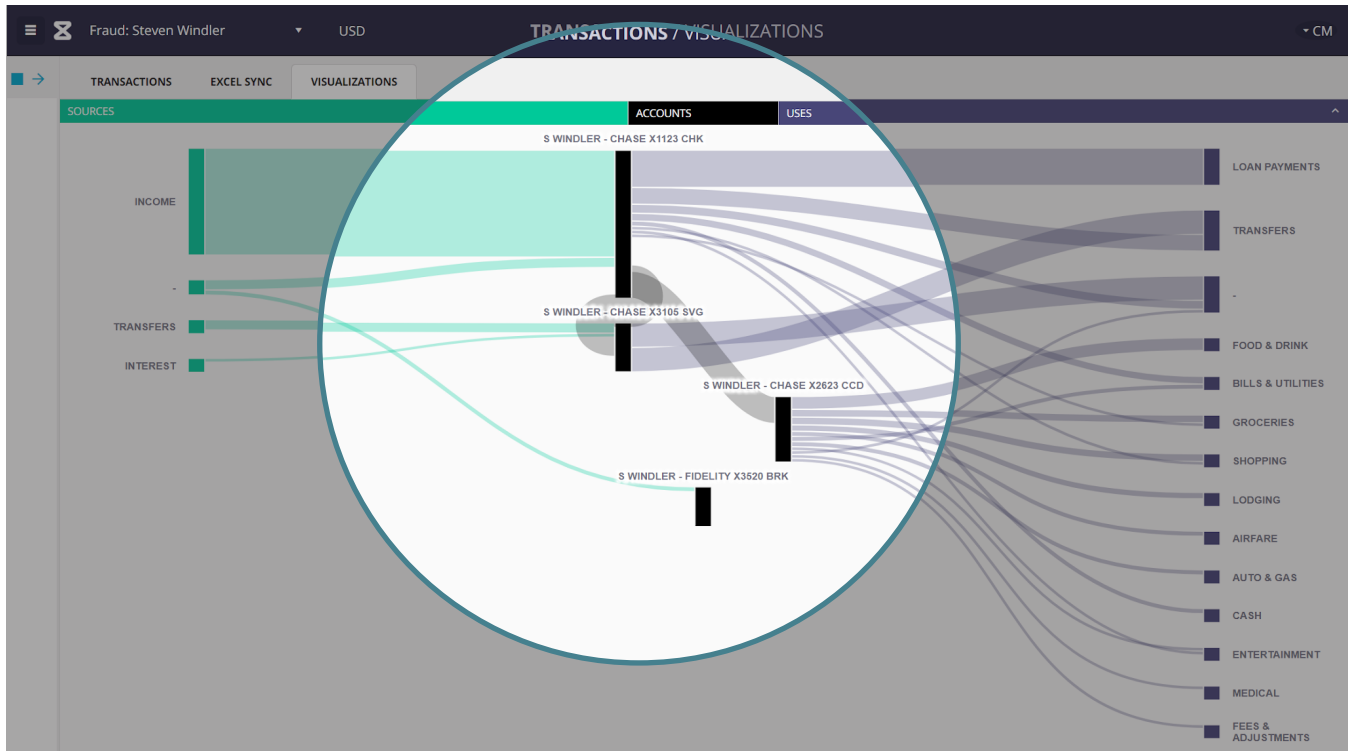 Fraud: Steven Windler
USD
TRANSACTIONS / VISUALIZATIONS
CM
TRANSACTIONS
EXCEL SYNC
VISUALIZATIONS
SOURCES
ACCOUNTS
USES
S WINDLER - CHASE X1123 CHK
INCOME
-
TRANSFERS
INTEREST
S WINDLER - CHASE X3105 SVG
S WINDLER - CHASE X2623 CCD
S WINDLER - FIDELITY X3520 BRK
LOAN PAYMENTS
TRANSFERS
-
FOOD & DRINK
BILLS & UTILITIES
GROCERIES
SHOPPING
LODGING
AIRFARE
AUTO & GAS
CASH
ENTERTAINMENT
MEDICAL
FEES &
ADJUSTMENTS